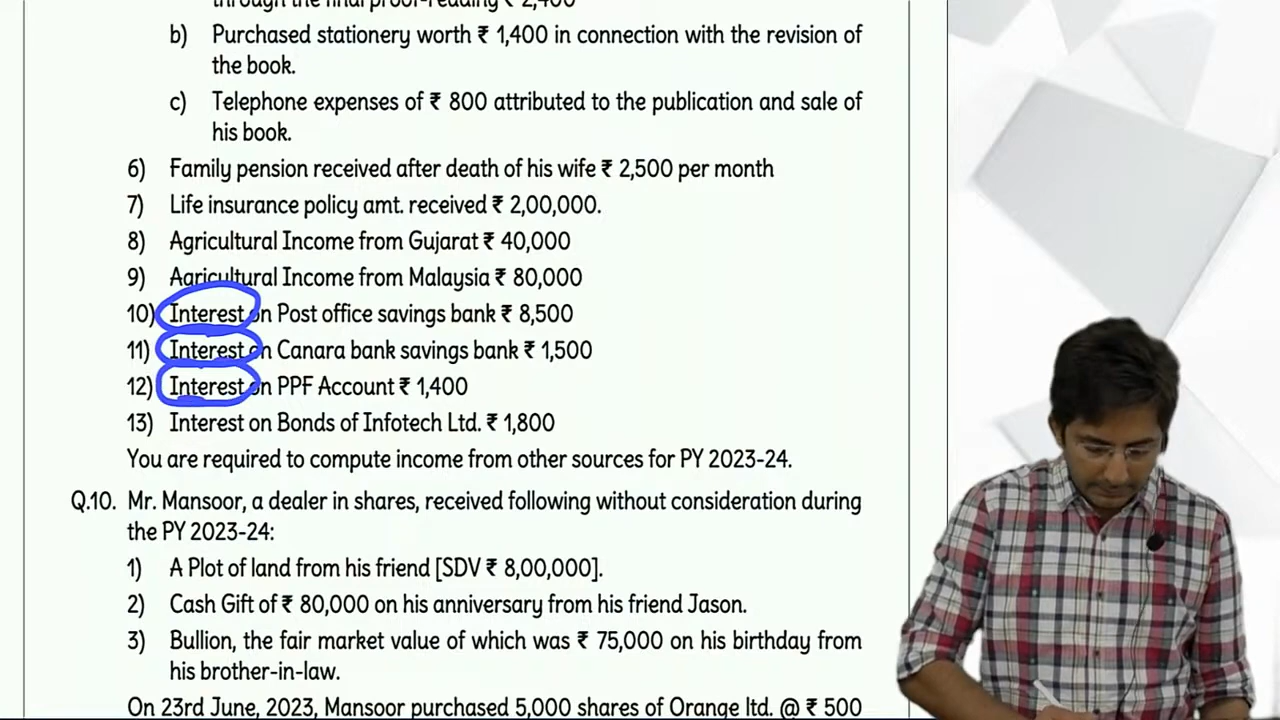 through the final proof-reading ₹ 2,400
b) Purchased stationery worth ₹ 1,400 in connection with the revision of
the book.
c) Telephone expenses of ₹ 800 attributed to the publication and sale of
his book.
6) Family pension received after death of his wife ₹ 2,500 per month
7) Life insurance policy amt. received ₹ 2,00,000.
8) Agricultural Income from Gujarat ₹ 40,000
9) Agricultural Income from Malaysia ₹ 80,000
10) Interest on Post office savings bank ₹ 8,500
11) Interest on Canara bank savings bank ₹ 1,500
12) Interest on PPF Account ₹ 1,400
13) Interest on Bonds of Infotech Ltd. ₹ 1,800
You are required to compute income from other sources for PY 2023-24.
Q.10. Mr. Mansoor, a dealer in shares, received following without consideration during
the PY 2023-24:
1) A Plot of land from his friend [SDV ₹ 8,00,000].
2) Cash Gift of ₹ 80,000 on his anniversary from his friend Jason.
3) Bullion, the fair market value of which was ₹ 75,000 on his birthday from
his brother-in-law.
On 23rd June, 2023, Mansoor purchased 5,000 shares of Orange ltd. @ ₹ 500